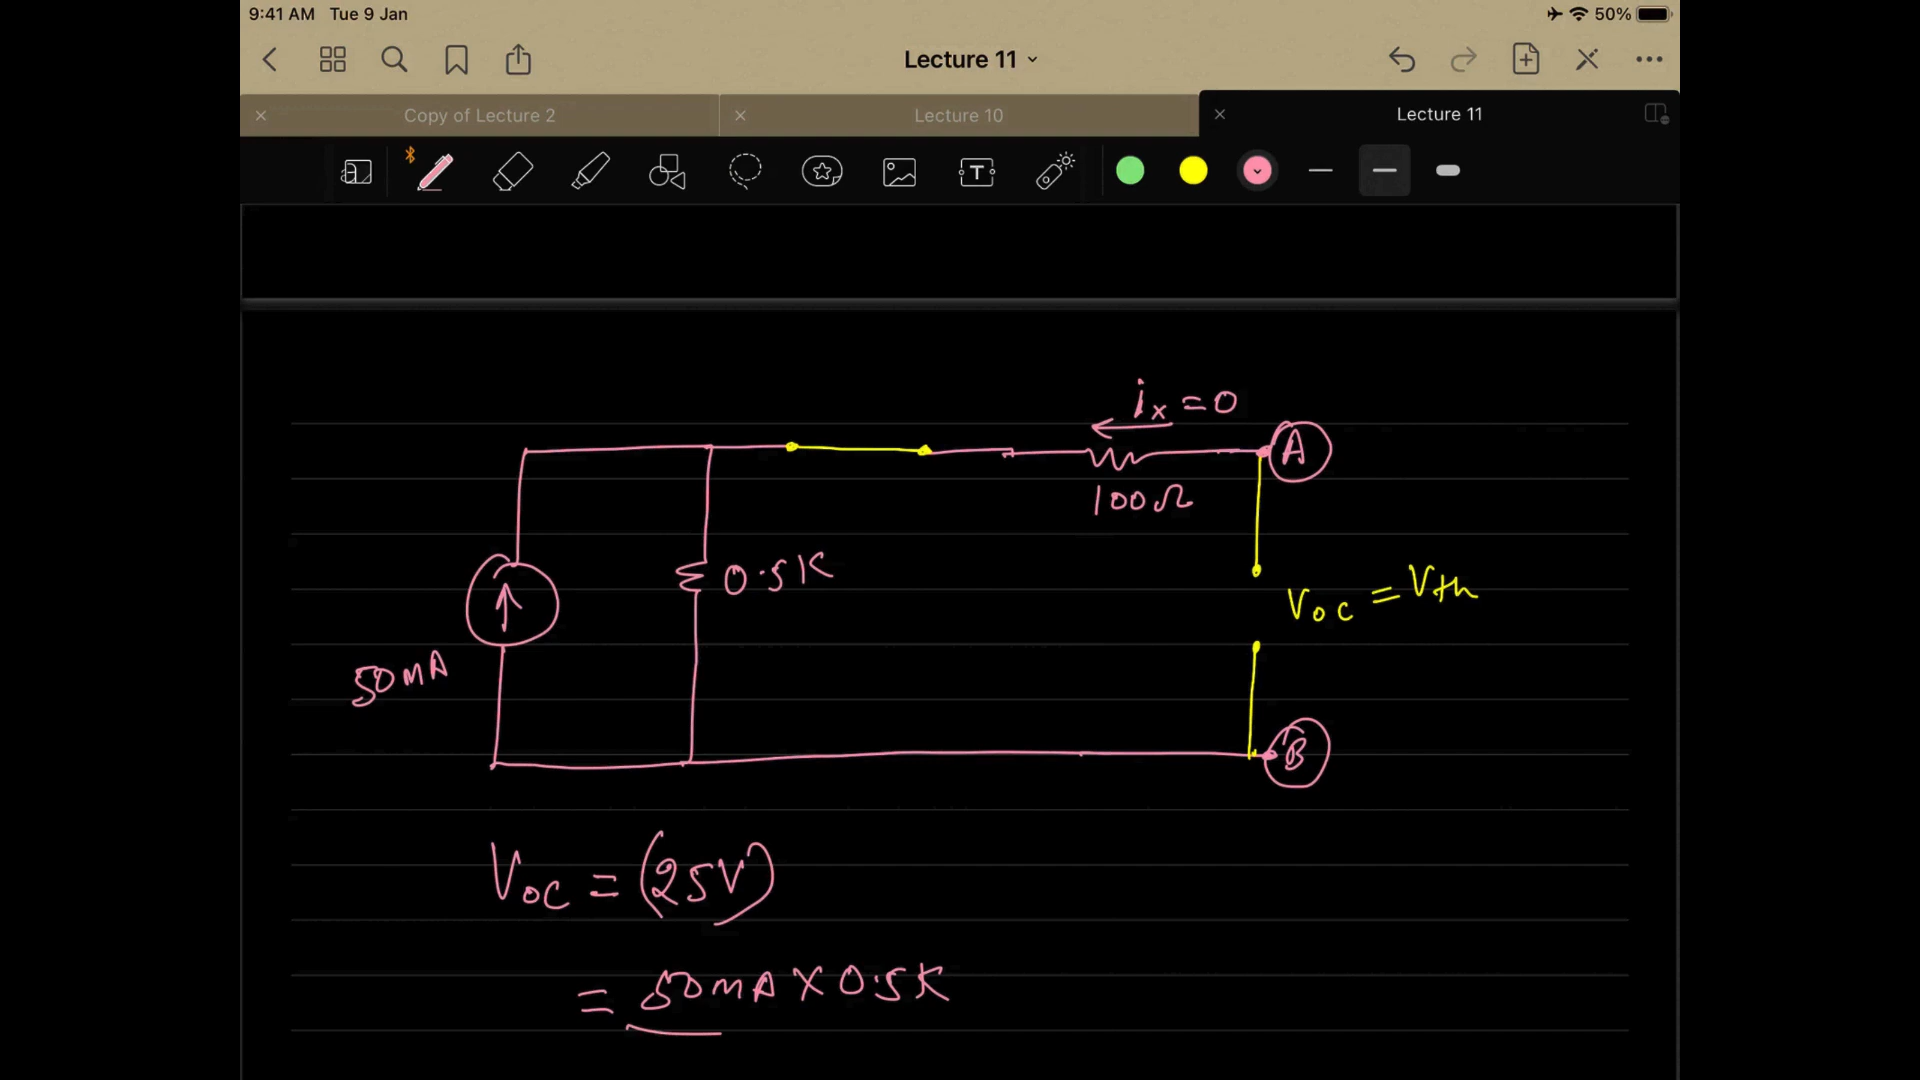 9:41 AM Tue 9 Jan
50%
Lecture 11
Copy of Lecture 2
Lecture 10
Lecture 11
T
ix = 0
A
100Ω
0.5K
Voc = Vth
50mA
B
Voc = (25V)
= 50mA X 0.5K